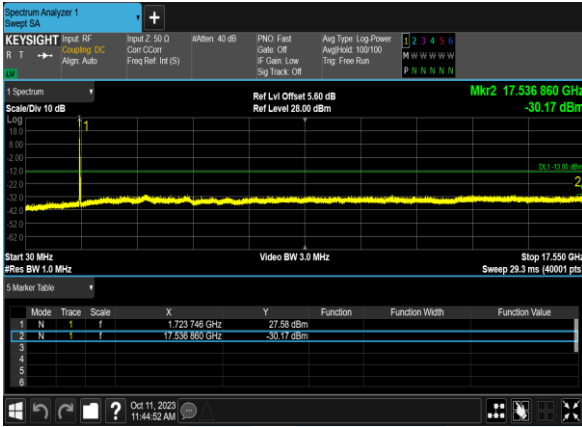 Spectrum Analyzer 1
Swept SA
+
KEYSIGHT Input: RF Input Z: 50 Ω #Atten: 40 dB PNO: Fast Avg Type: Log-Power 1 2 3 4 5 6
R T Coupling: DC Corr CCorr Gate: Off Avg|Hold: 100/100 M W W W W W
Align: Auto Freq Ref: Int (S) IF Gain: Low Trig: Free Run
LV Sig Track: Off P N N N N N
1 Spectrum
Ref Lvl Offset 5.60 dB Mkr2 17.536 860 GHz
Scale/Div 10 dB Ref Level 28.00 dBm -30.17 dBm
Log
1
18.0
8.00
-2.00
-12.0 DL1 -13.00 dBm
-22.0 2
-32.0
-42.0
-52.0
-62.0
Start 30 MHz Video BW 3.0 MHz Stop 17.550 GHz
#Res BW 1.0 MHz Sweep 29.3 ms (40001 pts
5 Marker Table
Mode Trace Scale X Y Function Function Width Function Value
1 N 1 f 1.723 746 GHz 27.58 dBm
2 N 1 f 17.536 860 GHz -30.17 dBm
3
4
5
6
? Oct 11, 2023
11:44:52 AM